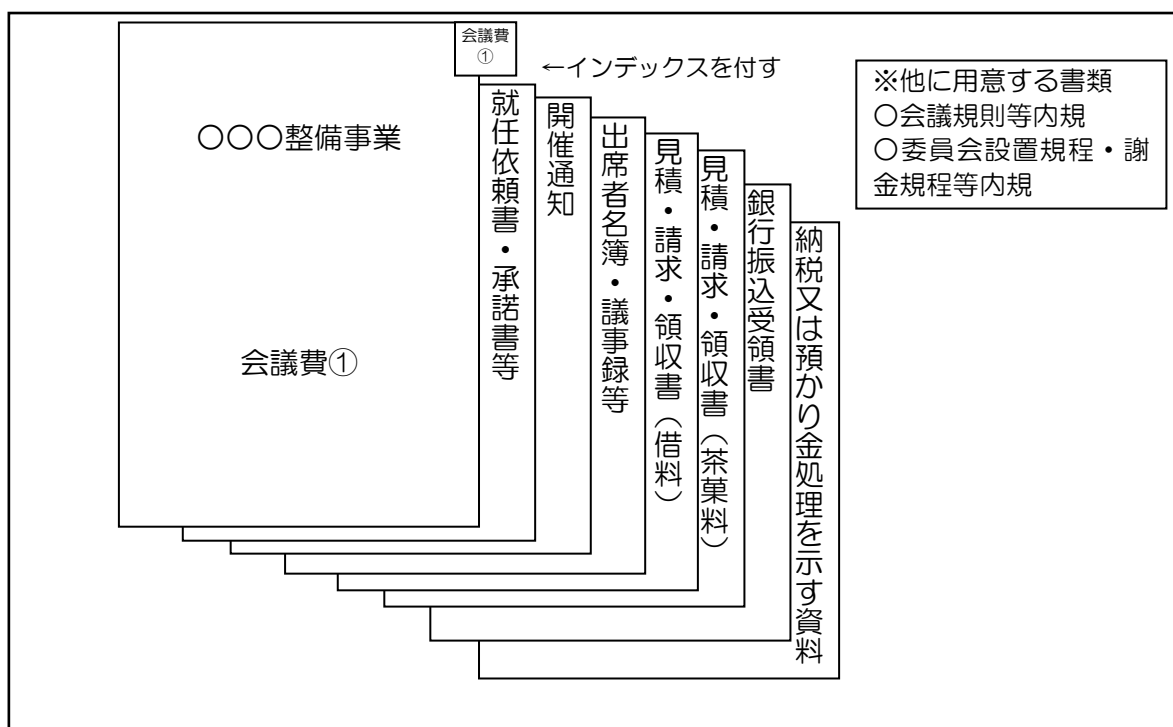 会議費
①
←インデックスを付す
〇〇〇整備事業
会議費①
就任依頼書・承諾書等
開催通知
出席者名簿・議事録等
見積・請求・領収書（借料）
見積・請求・領収書（茶菓料）
銀行振込受領書
納税又は預かり金処理を示す資料
※他に用意する書類
〇会議規則等内規
〇委員会設置規程・謝
金規程等内規